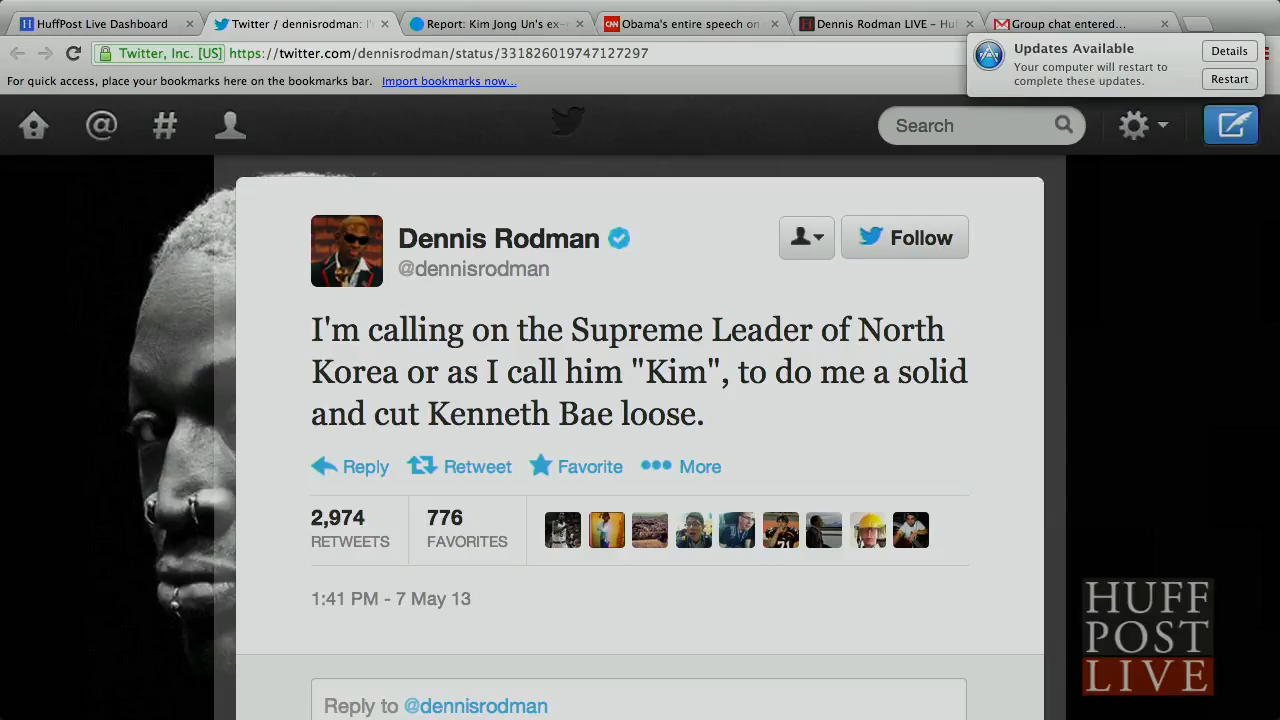 HuffPost Live Dashboard
Twitter / dennisrodman: I'
Report: Kim Jong Un's ex-
Obama's entire speech on
Dennis Rodman LIVE - Huf
Group chat entered...
Twitter, Inc. [US] https://twitter.com/dennisrodman/status/331826019747127297
For quick access, place your bookmarks here on the bookmarks bar. Import bookmarks now...
Updates Available
Your computer will restart to
complete these updates.
Details
Restart
Search
Dennis Rodman
@dennisrodman
Follow
I'm calling on the Supreme Leader of North
Korea or as I call him "Kim", to do me a solid
and cut Kenneth Bae loose.
Reply Retweet Favorite More
2,974 776
RETWEETS FAVORITES
1:41 PM - 7 May 13
Reply to @dennisrodman
HUFF
POST
LIVE